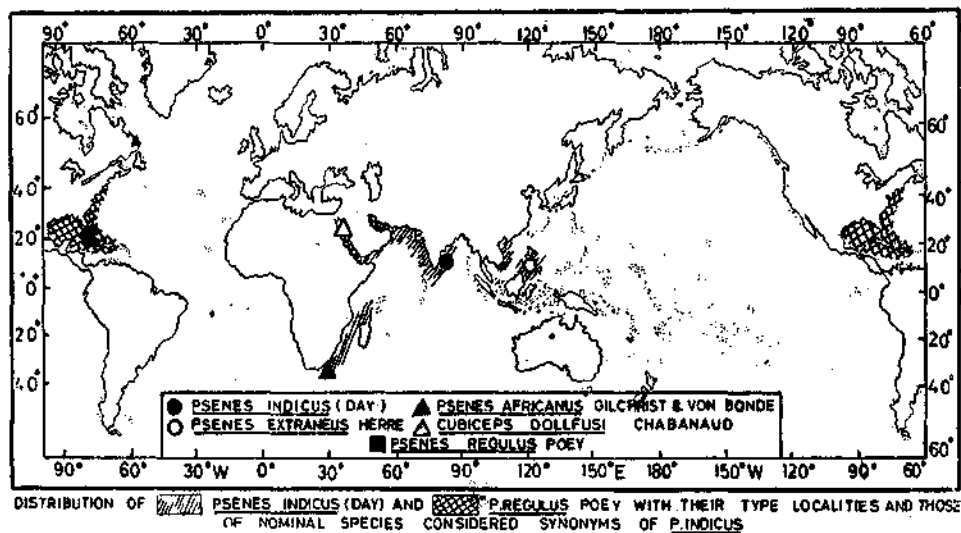 90° 60° 30° 0° 30° 60° 90° 120° 150° 180° 150° 120° 90° 60°
60° 60°
40° 40°
20° 20°
0° 0°
20° 20°
40° 40°
● PSENES INDICUS (DAY) ▲ PSENES AFRICANUS GILCHRIST & VON BONDE
○ PSENES EXTRANEUS HERRE △ CUBICEPS DOLLFUSI CHABANAUD
■ PSENES REGULUS POEY
60°
90° 60° 30°W 0° 30° 60° 90° 120° 150°E 180° 150°W 120° 90° 60°
DISTRIBUTION OF PSENES INDICUS (DAY) AND P.REGULUS POEY WITH THEIR TYPE LOCALITIES AND THOSE
OF NOMINAL SPECIES CONSIDERED SYNONYMS OF P.INDICUS